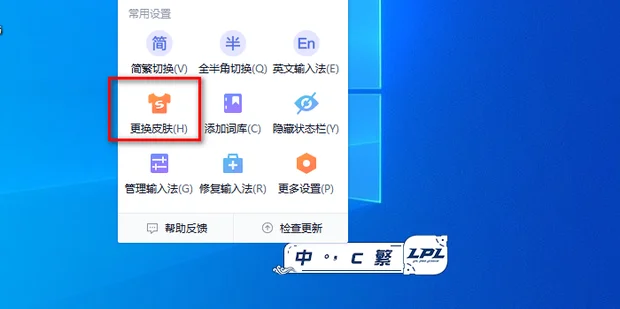 常用设置
简 半 En
简繁切换(V) 全半角切换(Q) 英文输入法(E)
S
更换皮肤(H) 添加词库(C) 隐藏状态栏(Y)
管理输入法(G) 修复输入法(R) 更多设置(P)
帮助反馈 检查更新
中 °, C 繁 LPL